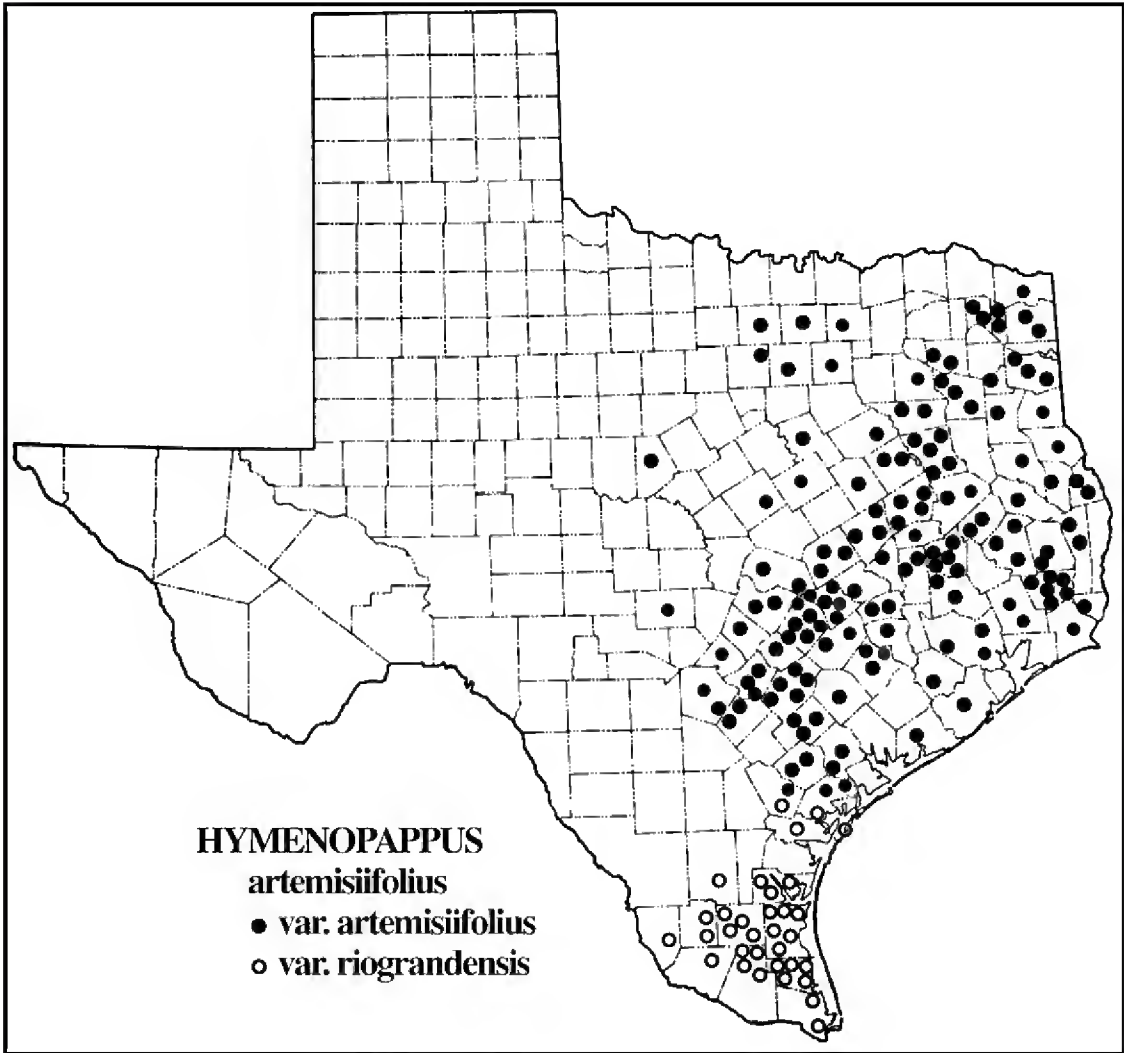 HYMENOPAPPUS
artemisiifolius
● var. artemisiifolius
○ var. riograndensis